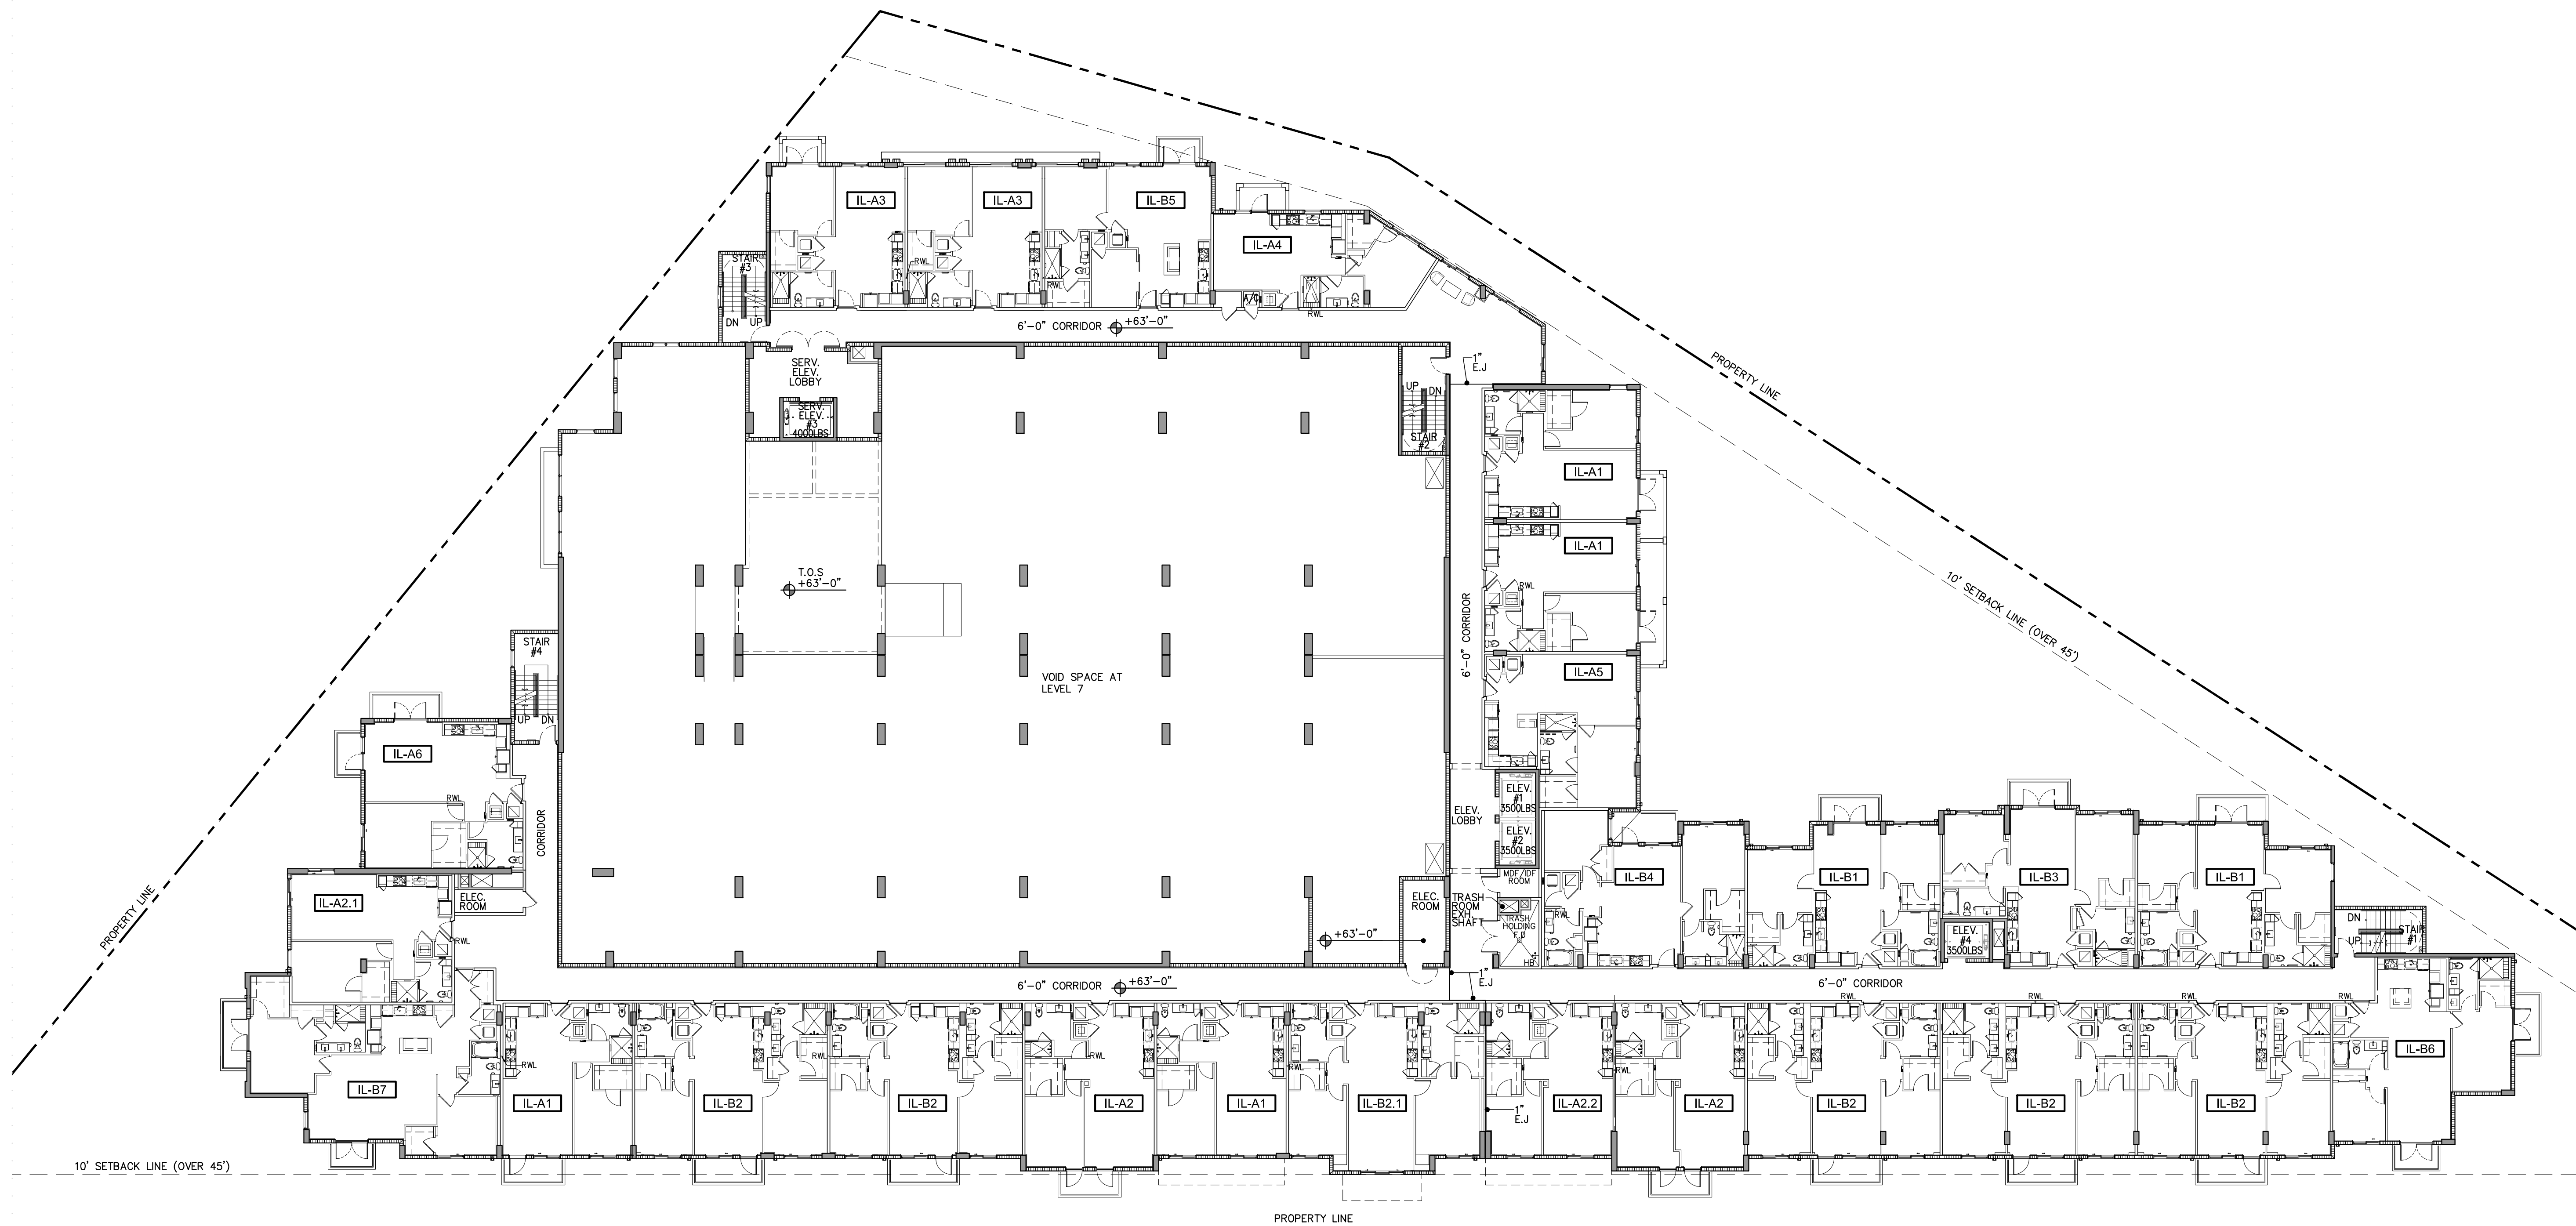 IL-A3
IL-A3
IL-B5
IL-A4
STAIR
#3
DN
UP
RWL
RWL
A/C
RWL
6'-0" CORRIDOR
+63'-0"
SERV.
ELEV.
LOBBY
SERV.
ELEV.
#3
4000LBS
1"
E.J
UP
DN
STAIR
#2
PROPERTY LINE
IL-A1
IL-A1
RWL
T.O.S
+63'-0"
6'-0" CORRIDOR
10' SETBACK LINE (OVER 45')
STAIR
#4
UP
DN
VOID SPACE AT
LEVEL 7
IL-A5
IL-A6
RWL
CORRIDOR
ELEV.
LOBBY
ELEV.
#1
3500LBS
ELEV.
#2
3500LBS
MDF/IDF
ROOM
IL-B4
IL-B1
IL-B3
IL-B1
PROPERTY LINE
IL-A2.1
ELEC.
ROOM
RWL
ELEC.
ROOM
TRASH
ROOM
EXH.
SHAFT
TRASH
HOLDING
F.D
HB
RWL
+63'-0"
ELEV.
#4
3500LBS
DN
UP
STAIR
#1
6'-0" CORRIDOR
+63'-0"
1"
E.J
6'-0" CORRIDOR
RWL
RWL
RWL
RWL
IL-B7
RWL
IL-A1
IL-B2
RWL
IL-B2
IL-A2
RWL
IL-A1
RWL
IL-B2.1
1"
E.J
IL-A2.2
RWL
IL-A2
IL-B2
IL-B2
IL-B2
IL-B6
10' SETBACK LINE (OVER 45')
PROPERTY LINE